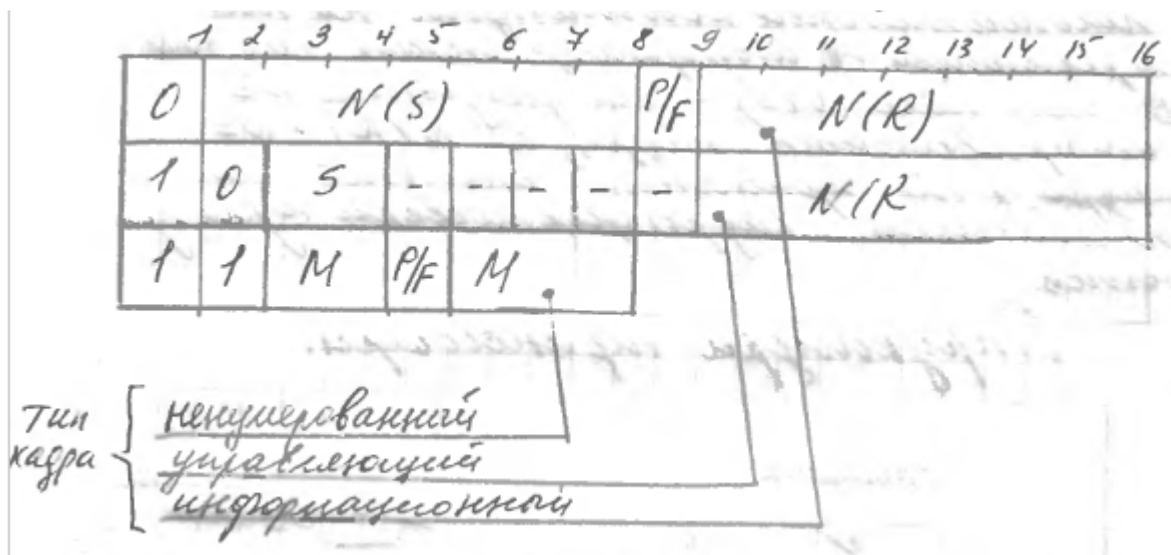 1 2 3 4 5 6 7 8 9 10 11 12 13 14 15 16
0 N(S) P/F N(R)
1 0 S - - - - - N(R
1 1 M P/F M
Тип кадра { ненумерованный
управляющий
информационный